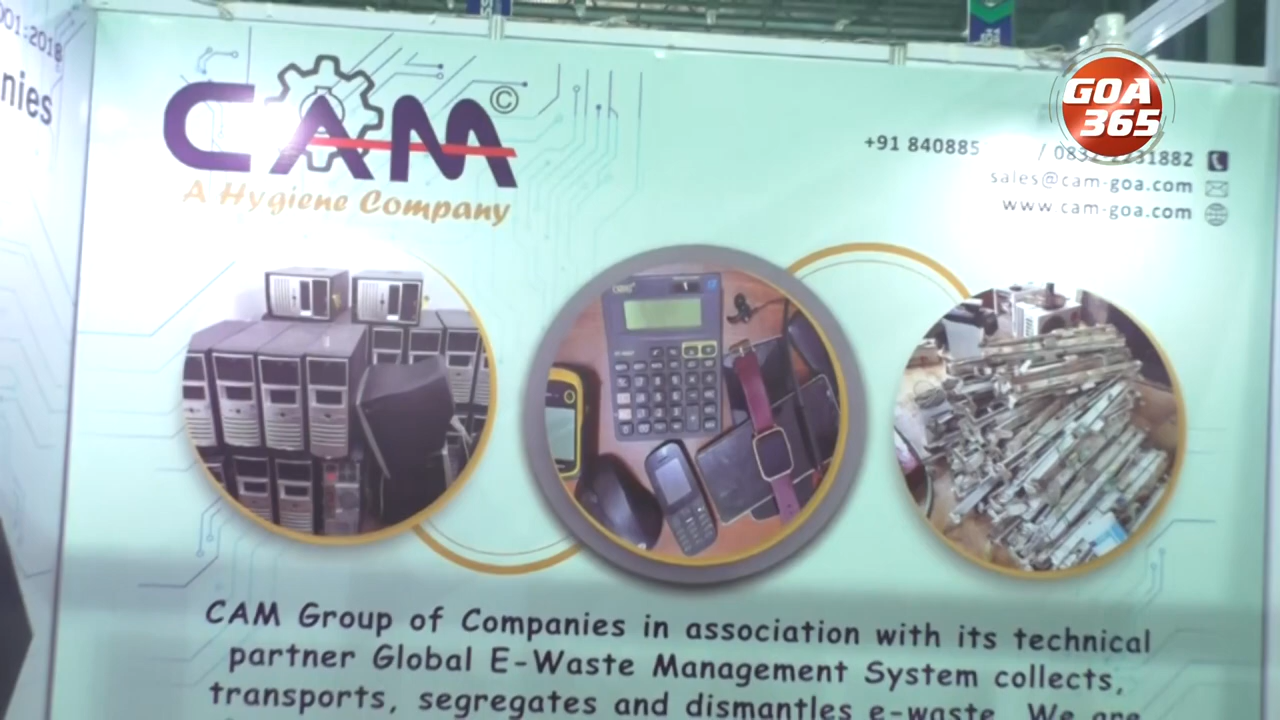 001:2018
nies
CAM ©
A Hygiene Company
GOA
365
+91 840885 / 0832 2231882
sales@cam-goa.com
www cam-goa.com
CAM Group of Companies in association with its technical
partner Global E-Waste Management System collects,
transports, segregates and dismantles e-waste. We are